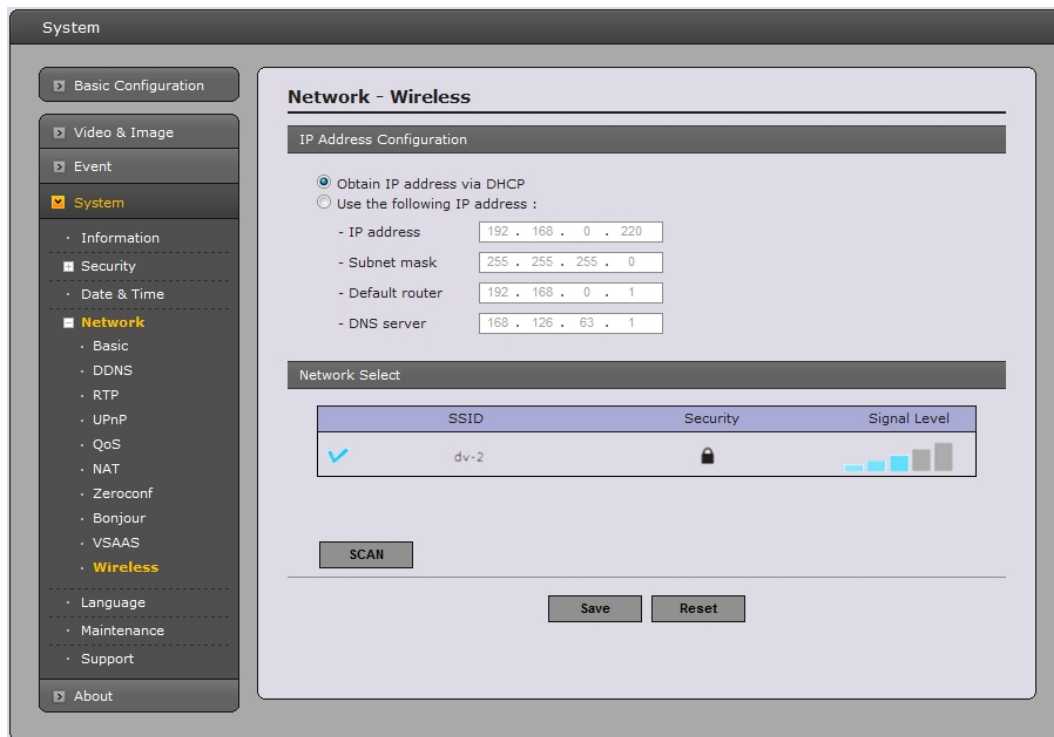 System
Basic Configuration
Video & Image
Event
System
· Information
Security
· Date & Time
Network
· Basic
· DDNS
· RTP
· UPnP
· QoS
· NAT
· Zeroconf
· Bonjour
· VSAAS
· Wireless
· Language
· Maintenance
· Support
About
Network - Wireless
IP Address Configuration
Obtain IP address via DHCP
Use the following IP address :
- IP address 192 . 168 . 0 . 220
- Subnet mask 255 . 255 . 255 . 0
- Default router 192 . 168 . 0 . 1
- DNS server 168 . 126 . 63 . 1
Network Select
SSID Security Signal Level
dv-2
SCAN
Save Reset